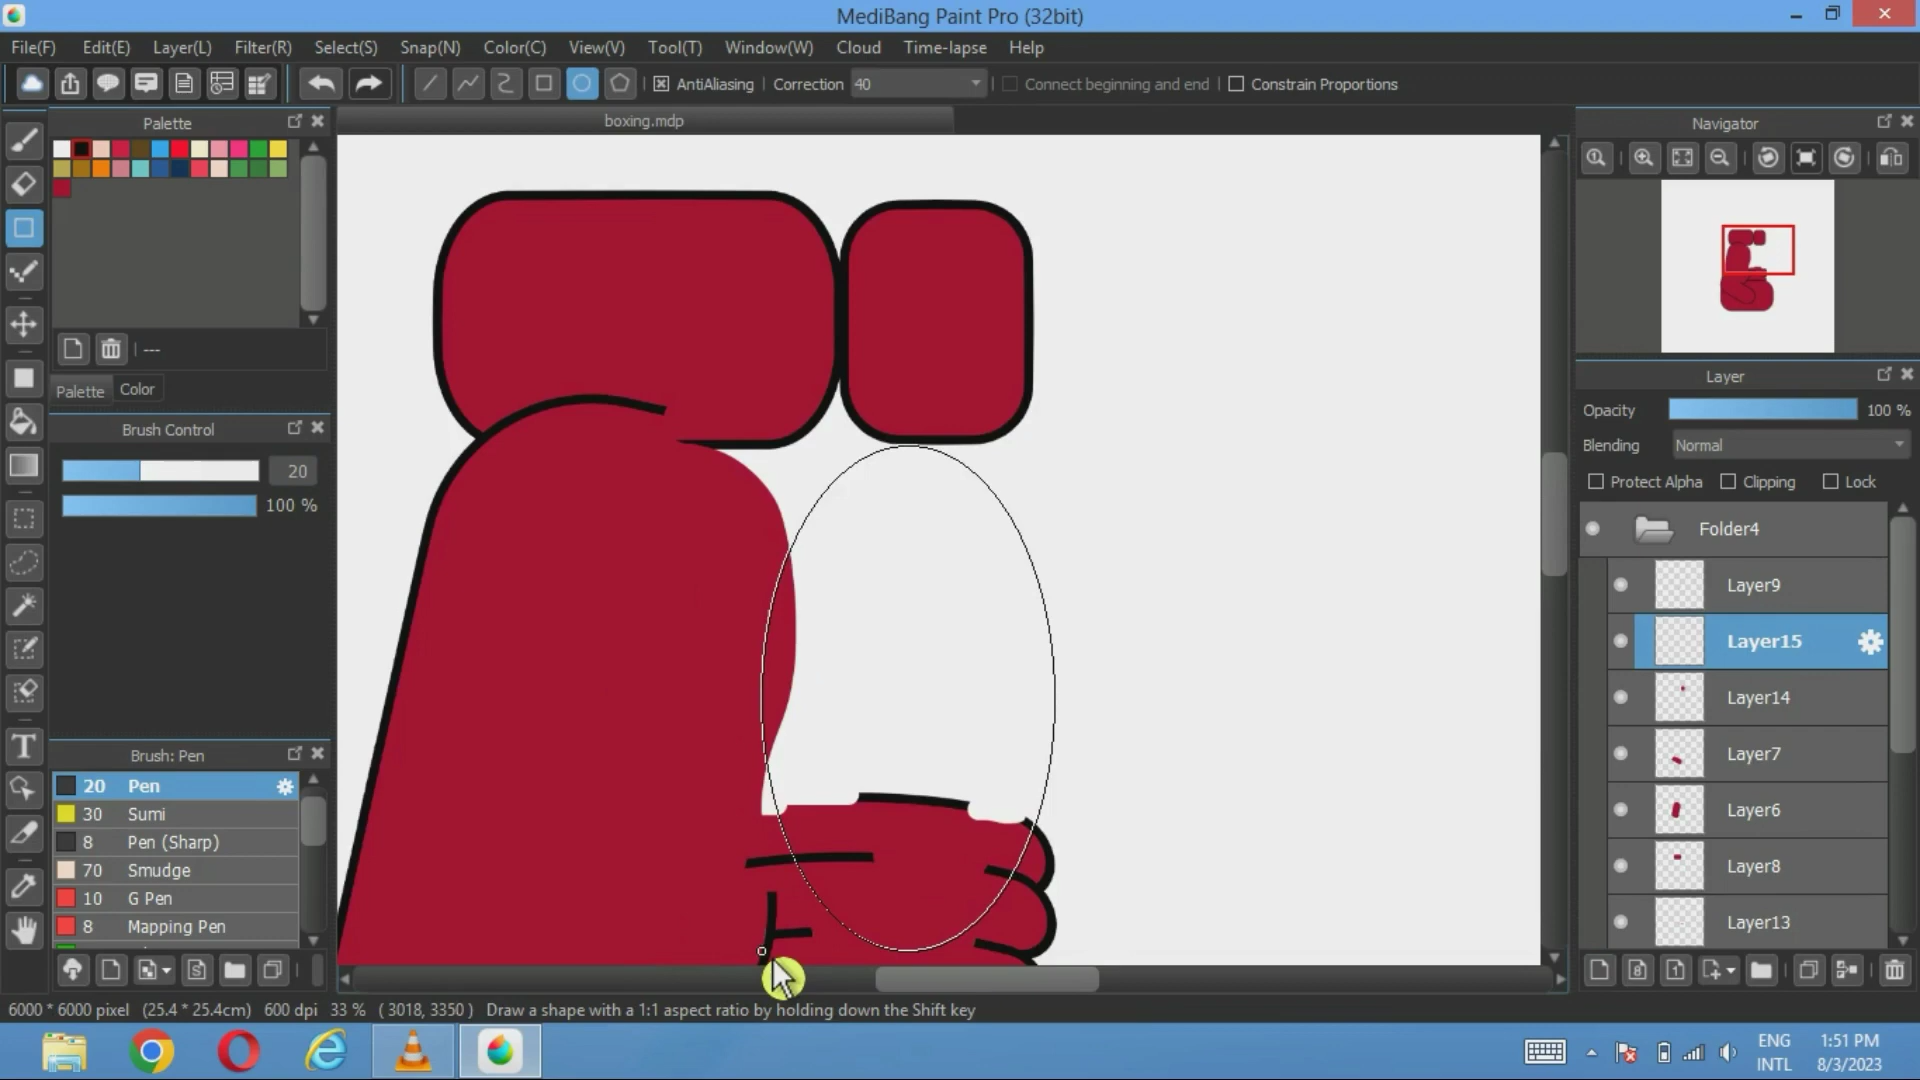 MediBang Paint Pro (32bit)
File(F) Edit(E) Layer(L) Filter(R) Select(S) Snap(N) Color(C) View(V) Tool(T) Window(W) Cloud Time-lapse Help
AntiAliasing Correction 40 Connect beginning and end Constrain Proportions
Palette boxing.mdp Navigator
---
Palette Color
Brush Control
20
100 %
Brush: Pen
20 Pen
30 Sumi
8 Pen (Sharp)
70 Smudge
10 G Pen
8 Mapping Pen
Layer
Opacity 100 %
Blending Normal
Protect Alpha Clipping Lock
Folder4
Layer9
Layer15
Layer14
Layer7
Layer6
Layer8
Layer13
6000 * 6000 pixel (25.4 * 25.4cm) 600 dpi 33 % ( 3018, 3350 ) Draw a shape with a 1:1 aspect ratio by holding down the Shift key
ENG 1:51 PM
INTL 8/3/2023